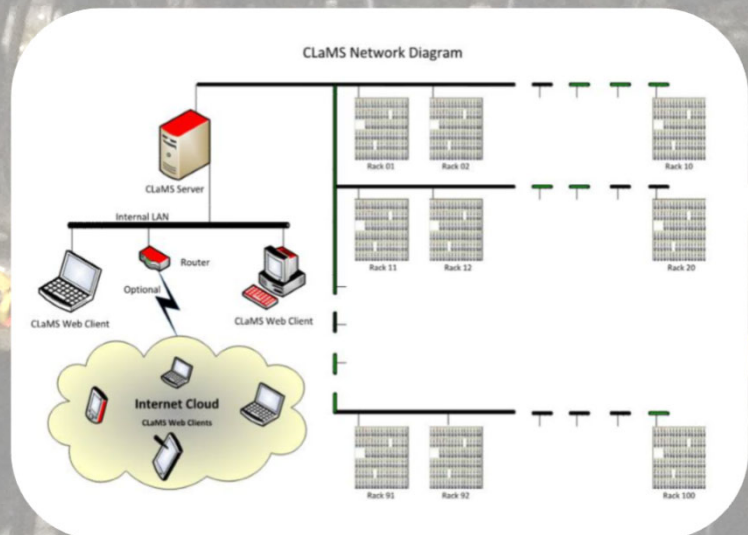 CLaMS Network Diagram
Rack 01
Rack 02
Rack 10
CLaMS Server
Internal LAN
Rack 11
Rack 12
Rack 20
Router
Optional
CLaMS Web Client
CLaMS Web Client
Internet Cloud
CLaMS Web Clients
Rack 91
Rack 92
Rack 100